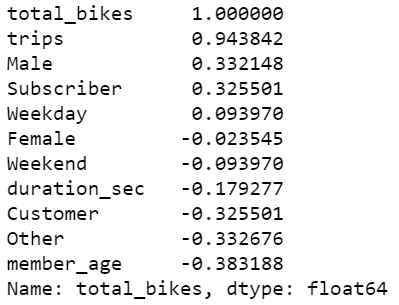 total_bikes 1.000000
trips 0.943842
Male 0.332148
Subscriber 0.325501
Weekday 0.093970
Female -0.023545
Weekend -0.093970
duration_sec -0.179277
Customer -0.325501
Other -0.332676
member_age -0.383188
Name: total_bikes, dtype: float64